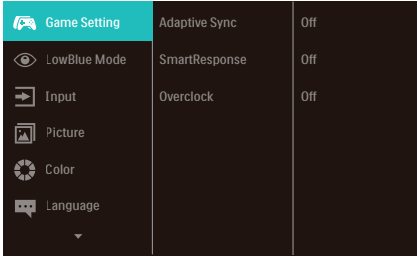 Game Setting Adaptive Sync Off
LowBlue Mode SmartResponse Off
Input Overclock Off
Picture
Color
Language